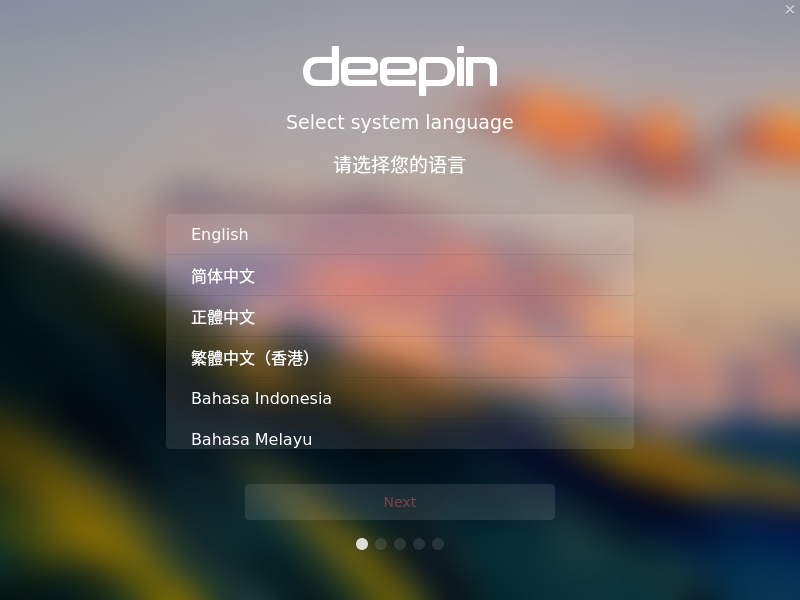 deepin
Select system language
请选择您的语言
English
简体中文
正體中文
繁體中文（香港）
Bahasa Indonesia
Bahasa Melayu
Next